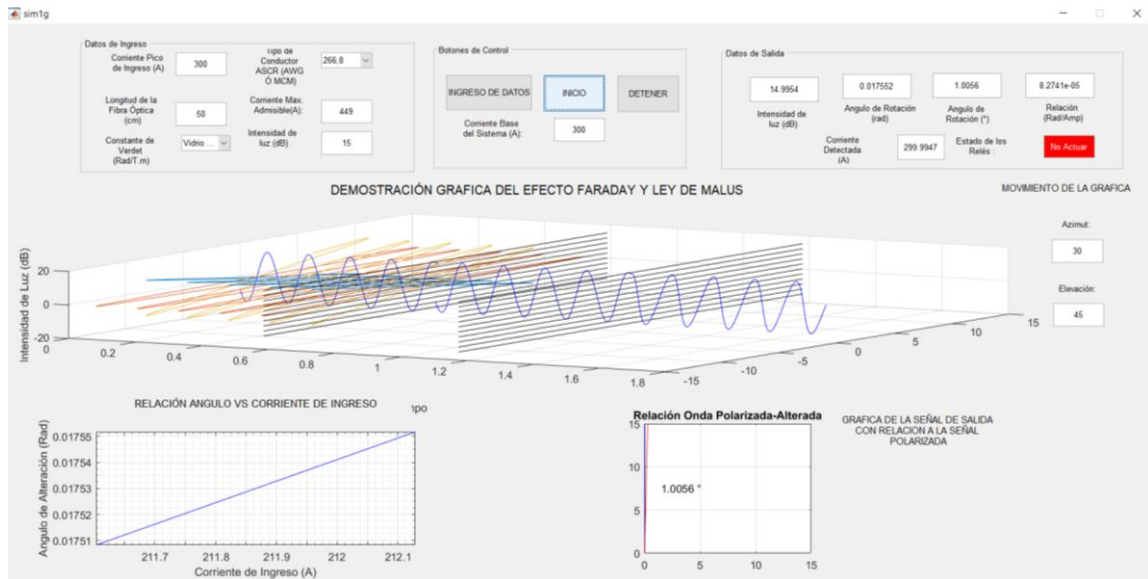 sim1g
Datos de Ingreso
Corriente Pico
de Ingreso (A)
300
Tipo de
Conductor
ASCR (AWG
Ó MCM)
266,8
Longitud de la
Fibra Óptica
(cm)
50
Corriente Max.
Admisible(A):
449
Constante de
Verdet
(Rad/T.m)
Vidrio ...
Intensidad de
luz (dB)
15
Botones de Control
INGRESO DE DATOS
INICIO
DETENER
Corriente Base
del Sistema (A):
300
Datos de Salida
14.9954
0.017552
1.0056
8.2741e-05
Intensidad de
luz (dB)
Angulo de Rotación
(rad)
Angulo de
Rotación (°)
Relación
(Rad/Amp)
Corriente
Detectada
(A)
299.9947
Estado de los
Relés :
No Actuar
DEMOSTRACIÓN GRAFICA DEL EFECTO FARADAY Y LEY DE MALUS
MOVIMIENTO DE LA GRAFICA
Azimut:
30
Elevación:
45
Intensidad de Luz (dB)
20
0
-20
0
0.2
0.4
0.6
0.8
1
1.2
1.4
1.6
1.8
-15
-10
-5
0
5
10
15
RELACIÓN ANGULO VS CORRIENTE DE INGRESO
Angulo de Alteración (Rad)
0.01755
0.01754
0.01753
0.01752
0.01751
211.7
211.8
211.9
212
212.1
Corriente de Ingreso (A)
Relación Onda Polarizada-Alterada
15
10
5
0
1.0056 °
0
5
10
15
GRAFICA DE LA SEÑAL DE SALIDA
CON RELACION A LA SEÑAL
POLARIZADA